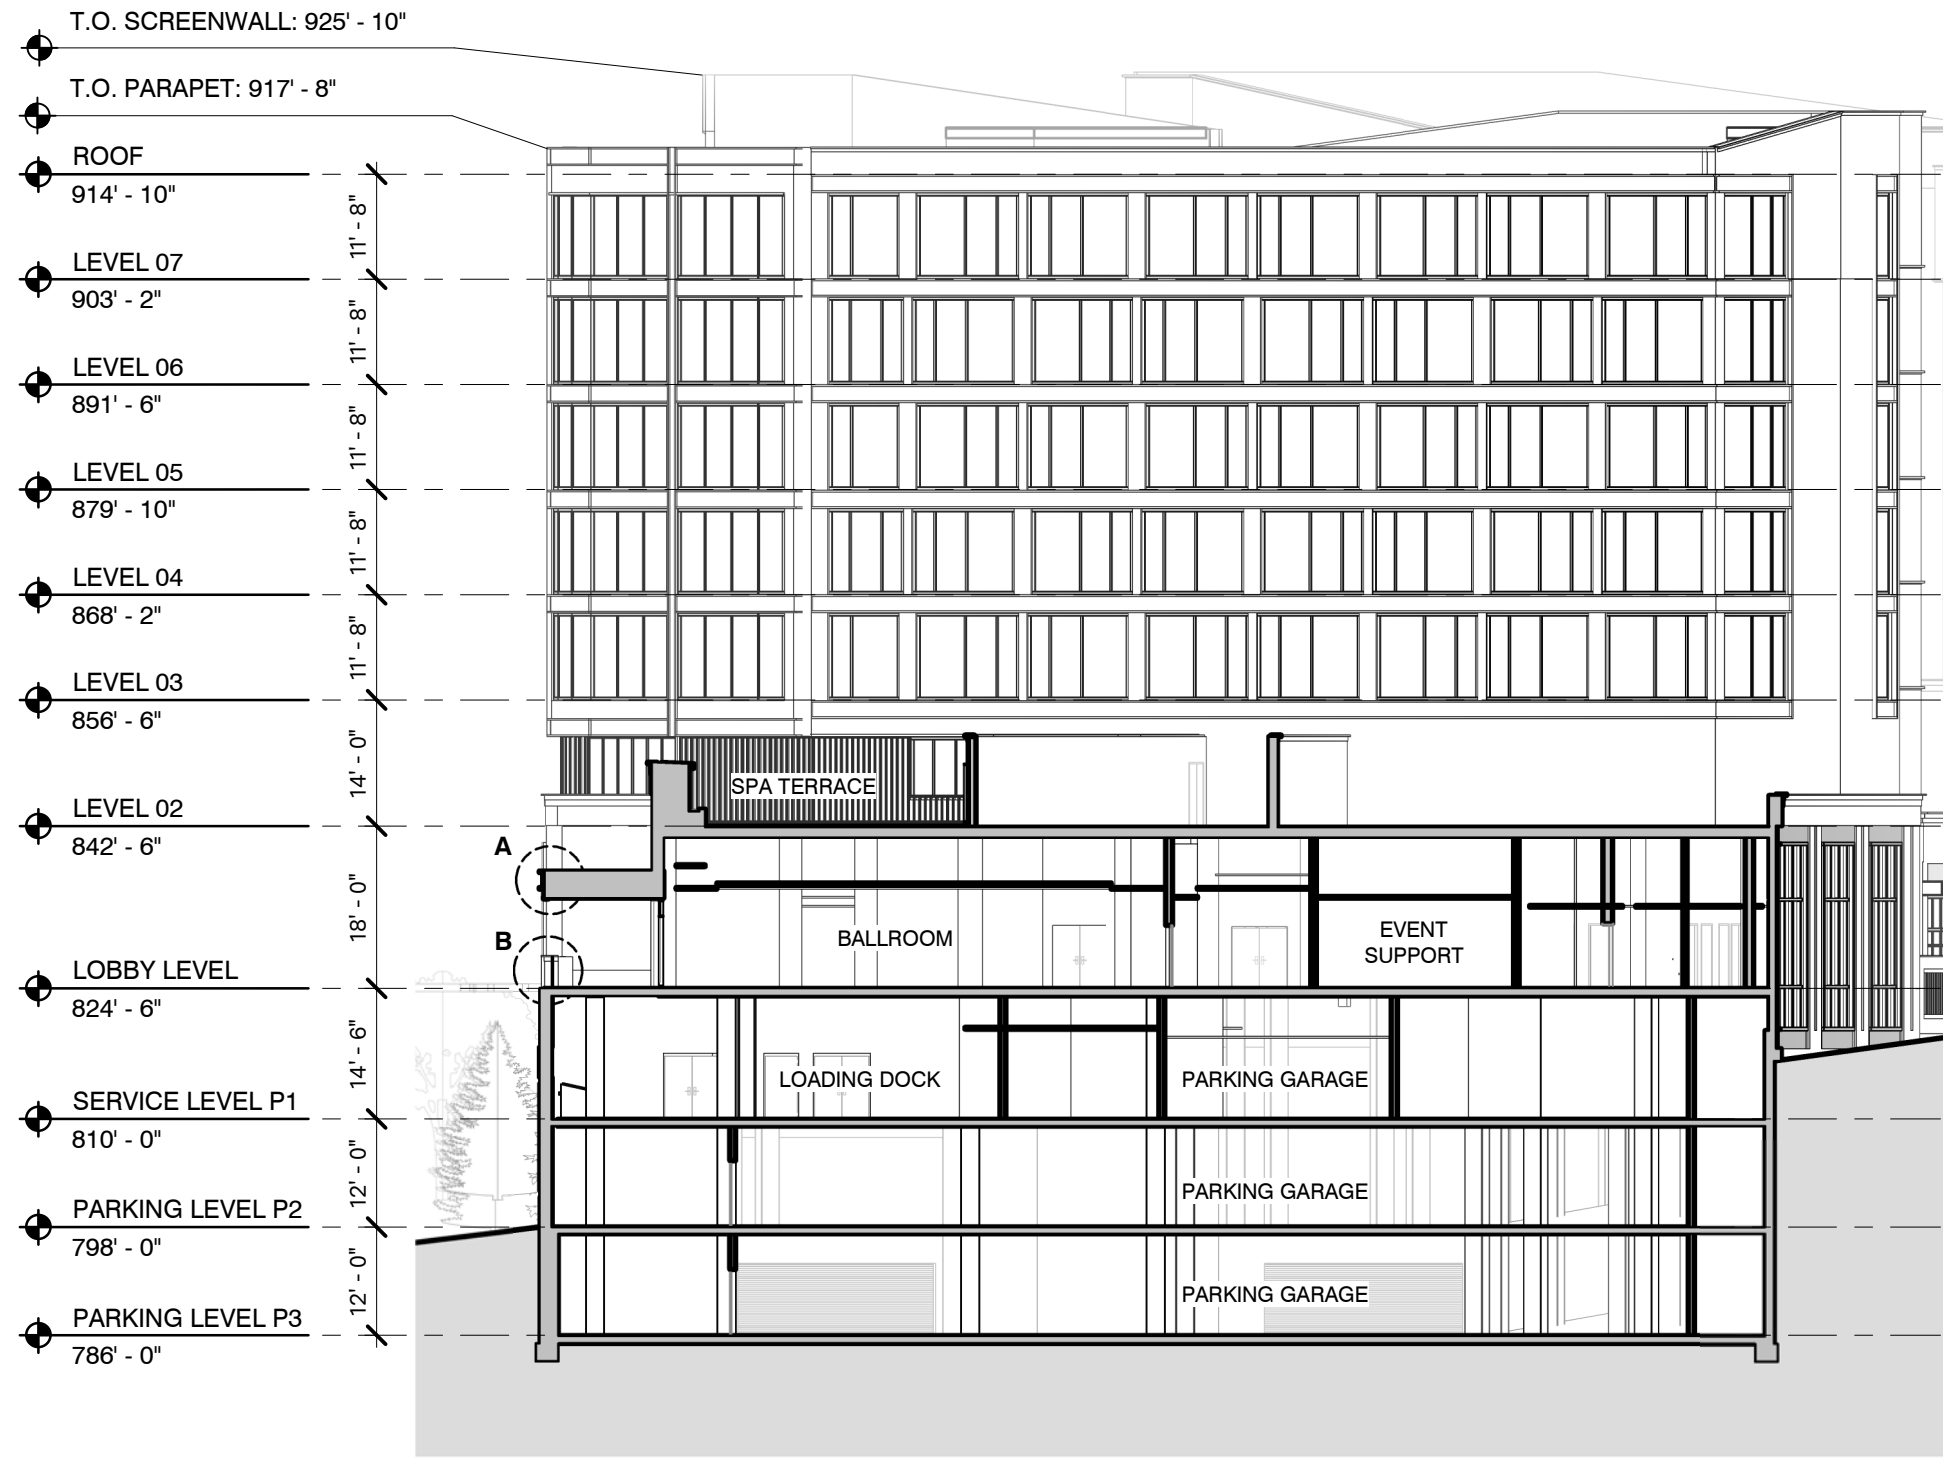 T.O. SCREENWALL: 925' - 10"
T.O. PARAPET: 917' - 8"
ROOF
914' - 10"
11' - 8"
LEVEL 07
903' - 2"
11' - 8"
LEVEL 06
891' - 6"
11' - 8"
LEVEL 05
879' - 10"
11' - 8"
LEVEL 04
868' - 2"
11' - 8"
LEVEL 03
856' - 6"
14' - 0"
SPA TERRACE
LEVEL 02
842' - 6"
A
18' - 0"
B
BALLROOM
EVENT
SUPPORT
LOBBY LEVEL
824' - 6"
14' - 6"
LOADING DOCK
PARKING GARAGE
SERVICE LEVEL P1
810' - 0"
12' - 0"
PARKING GARAGE
PARKING LEVEL P2
798' - 0"
12' - 0"
PARKING GARAGE
PARKING LEVEL P3
786' - 0"